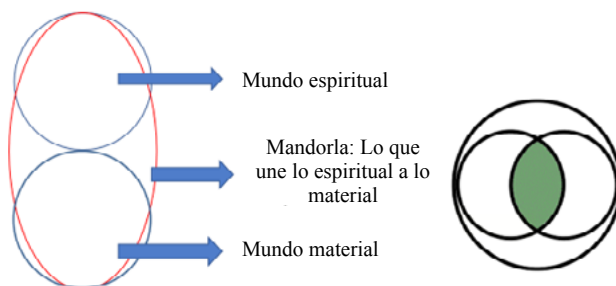 Mundo espiritual
Mandorla: Lo que
une lo espiritual a lo
material
Mundo material